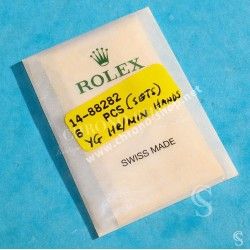 ROLEX
14-88282
6 PCS (SETS)
YG HR/MIN HANDS
SWISS MADE